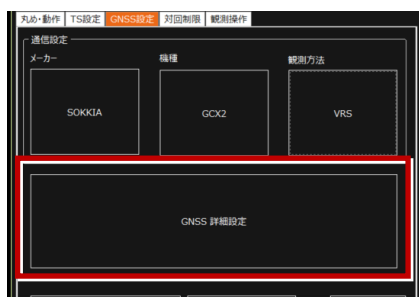 丸め・動作 TS設定 GNSS設定 対回制限 観測操作
通信設定
メーカー 機種 観測方法
SOKKIA GCX2 VRS
GNSS 詳細設定